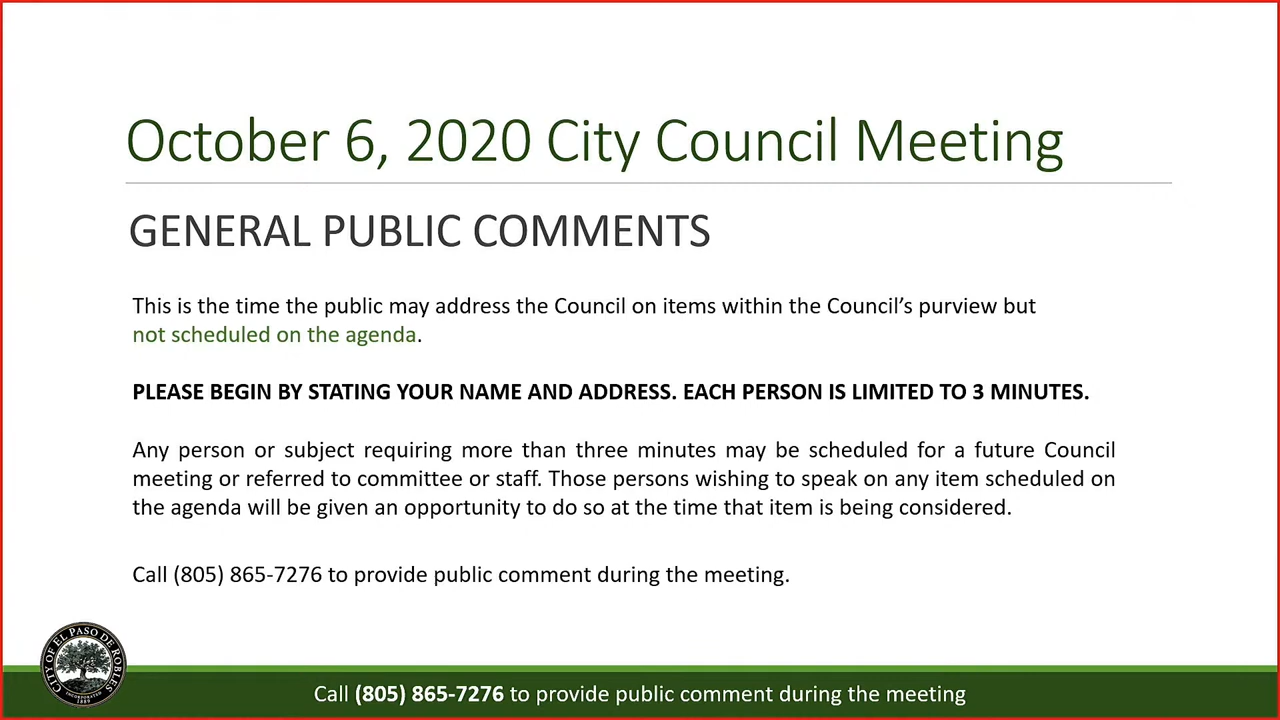 October 6, 2020 City Council Meeting
GENERAL PUBLIC COMMENTS
This is the time the public may address the Council on items within the Council’s purview but
not scheduled on the agenda.
PLEASE BEGIN BY STATING YOUR NAME AND ADDRESS. EACH PERSON IS LIMITED TO 3 MINUTES.
Any person or subject requiring more than three minutes may be scheduled for a future Council
meeting or referred to committee or staff. Those persons wishing to speak on any item scheduled on
the agenda will be given an opportunity to do so at the time that item is being considered.
Call (805) 865-7276 to provide public comment during the meeting.
CITY OF EL PASO DE ROBLES
INCORPORATED
1889
Call (805) 865-7276 to provide public comment during the meeting